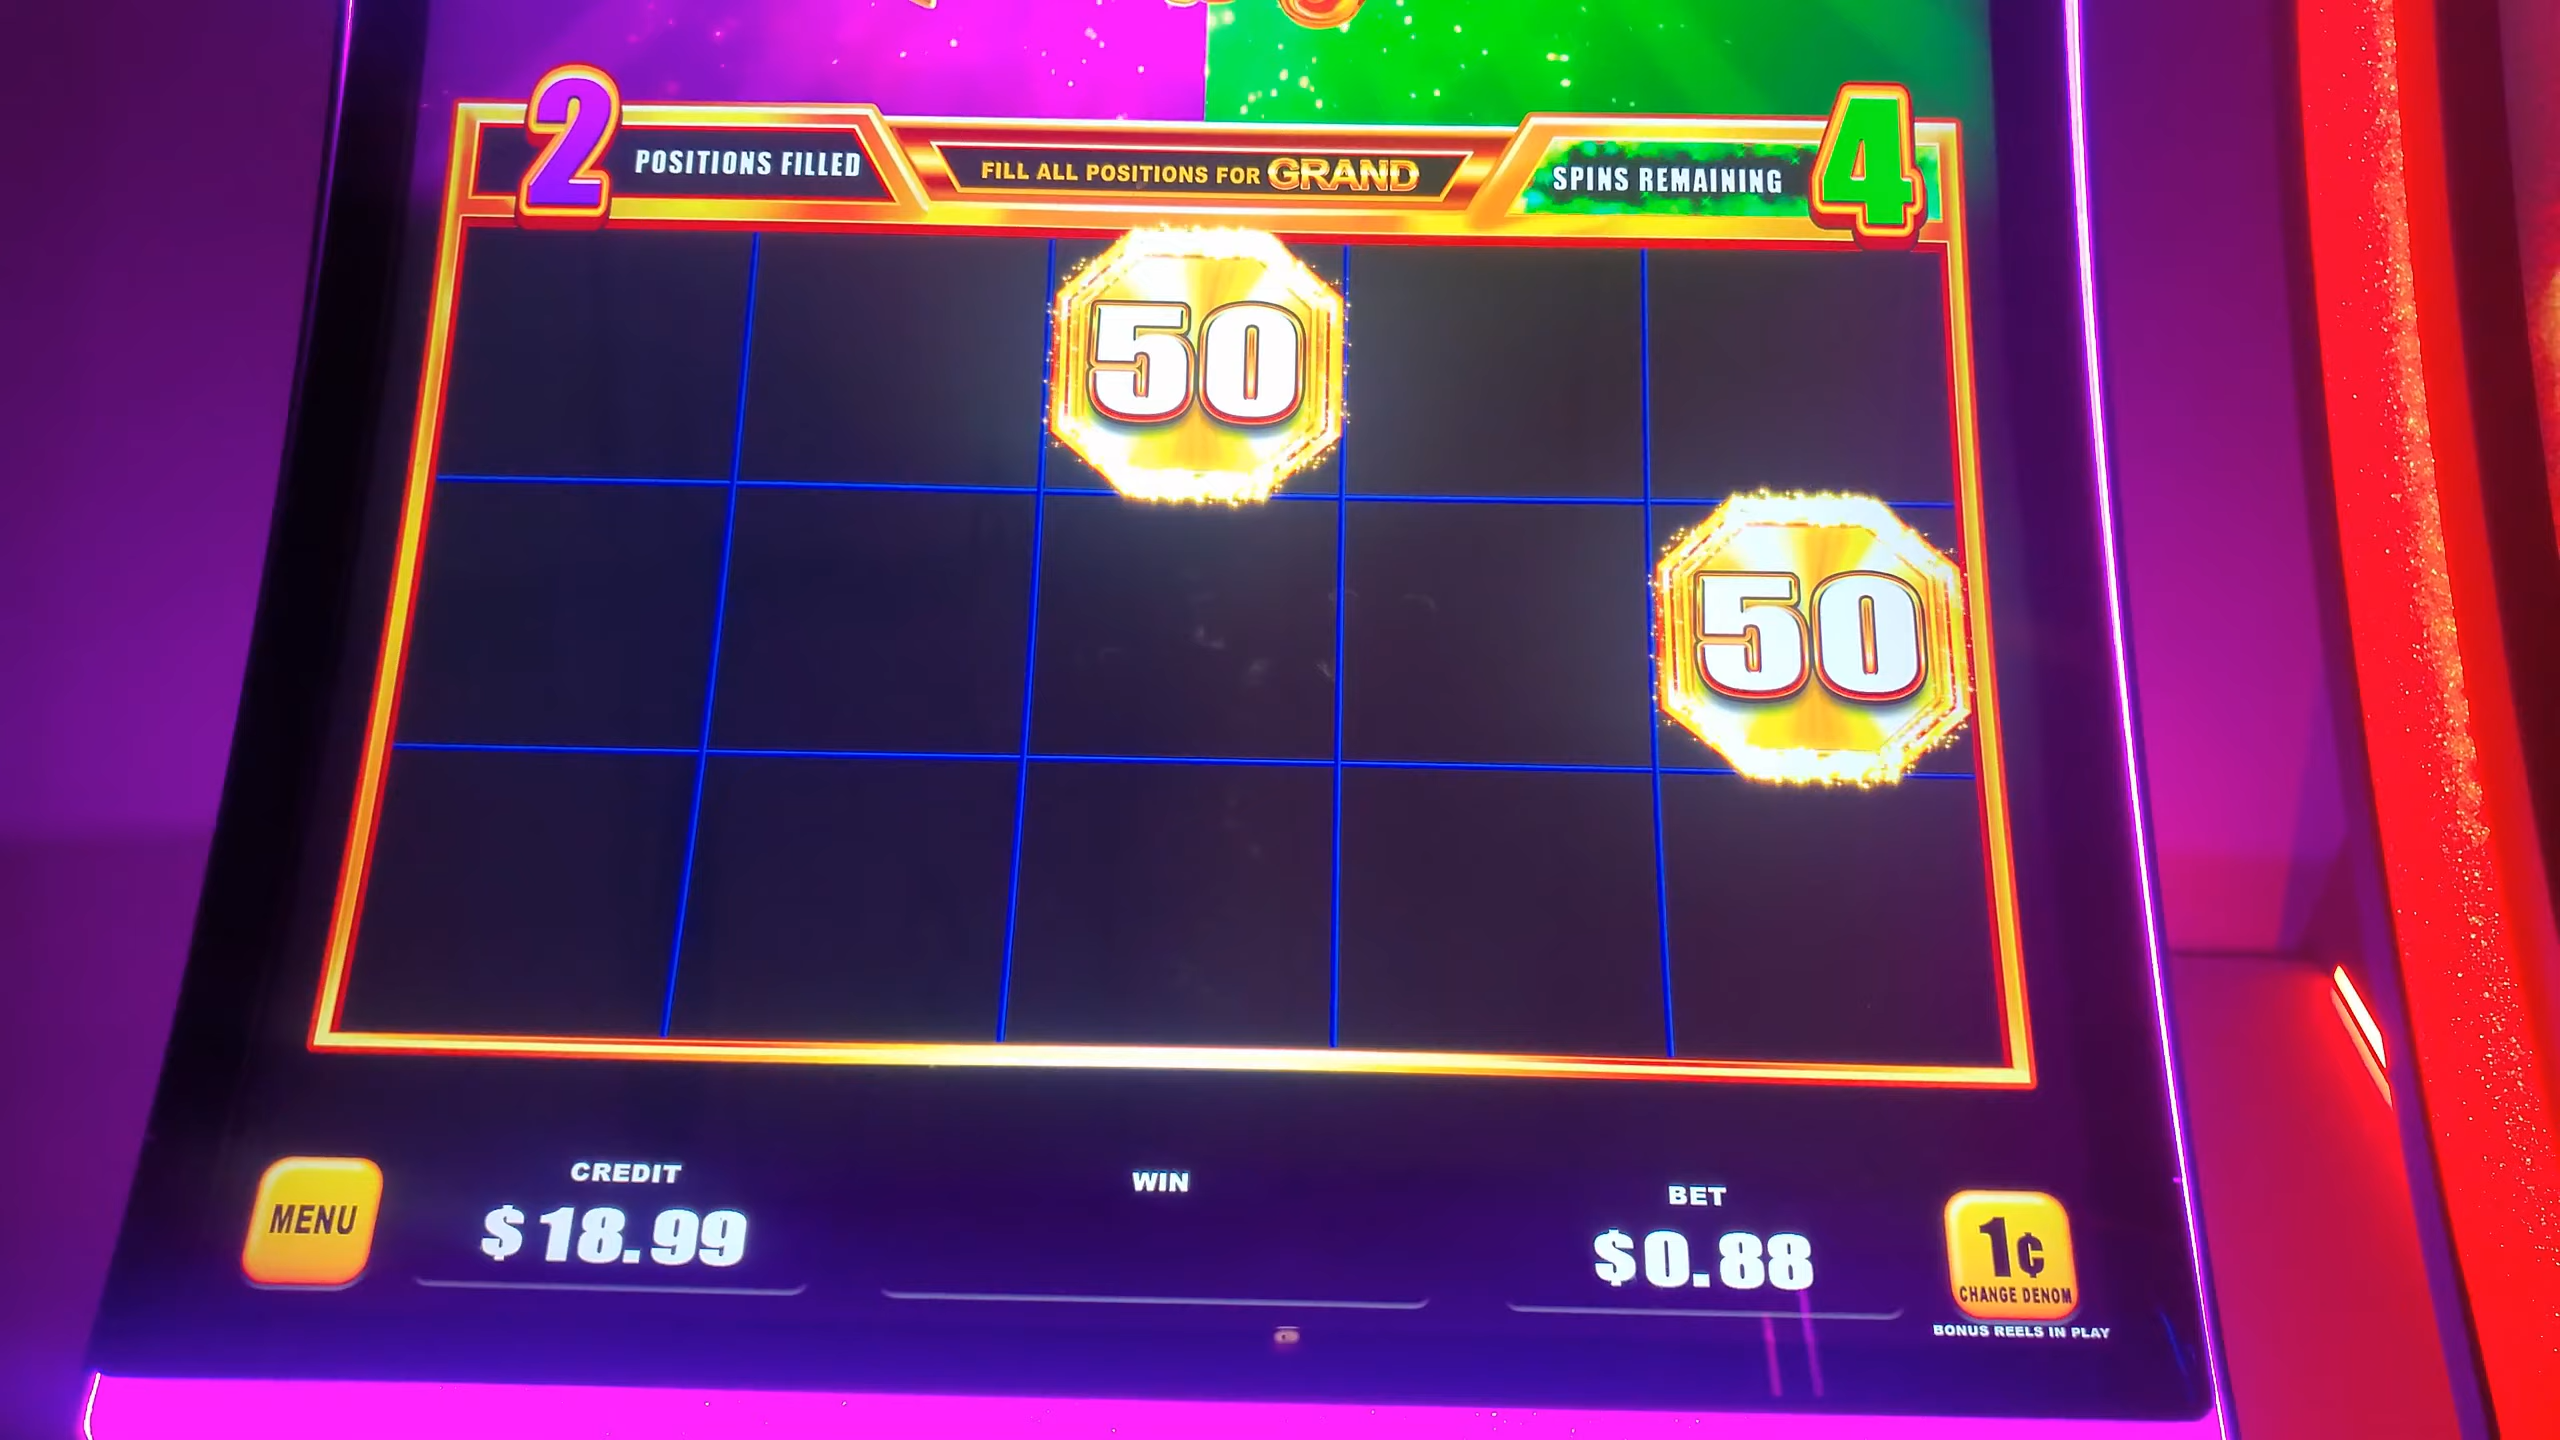 2 POSITIONS FILLED
FILL ALL POSITIONS FOR GRAND
SPINS REMAINING 4
50
50
MENU
CREDIT
$18.99
WIN
BET
$0.88
1¢
CHANGE DENOM
BONUS REELS IN PLAY